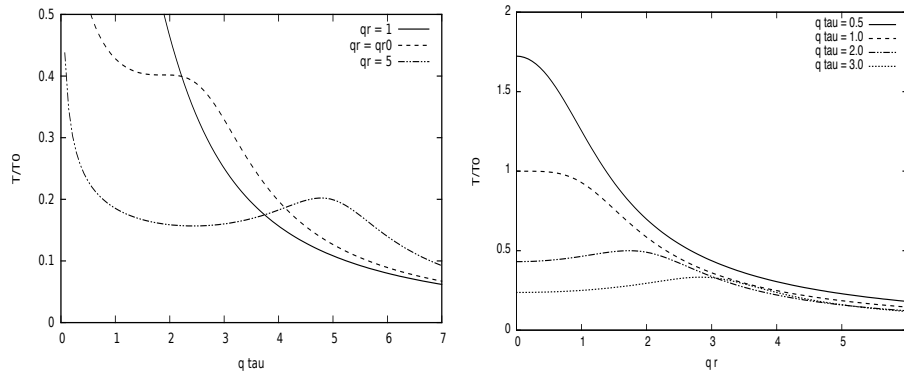 0.5
0.4
0.3
0.2
0.1
0
0 1 2 3 4 5 6 7
T/T0
q tau
qr = 1
qr = qr0
qr = 5
2
1.5
1
0.5
0
0 1 2 3 4 5
T/T0
q r
q tau = 0.5
q tau = 1.0
q tau = 2.0
q tau = 3.0